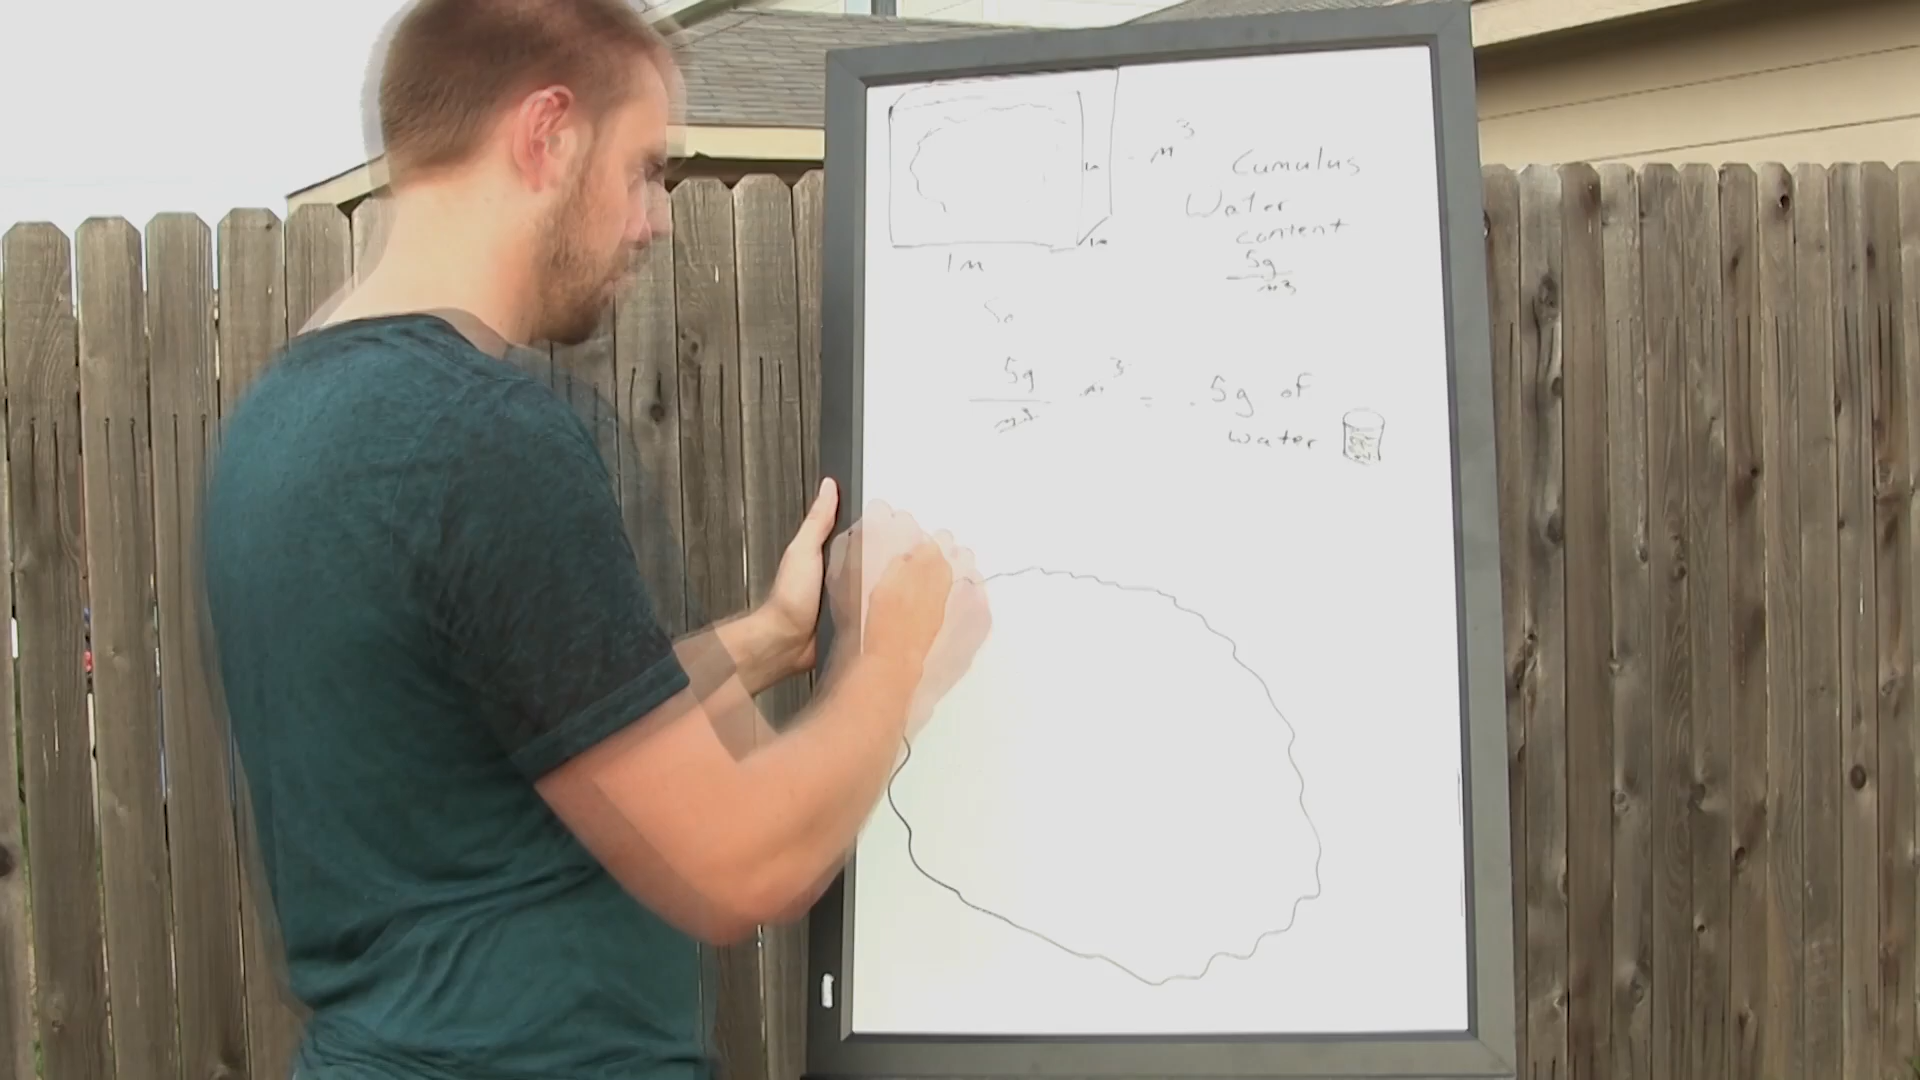 1m
1m
1m
m³
Cumulus
Water
content
5g
m³
So
5g
m³
m³ = .5g of
water